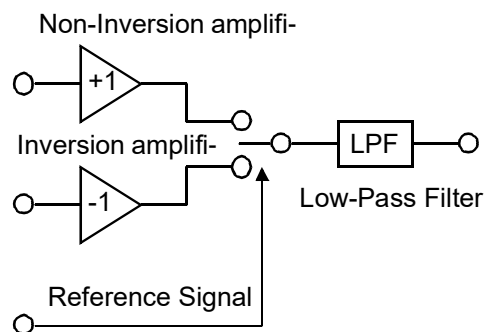 Non-Inversion amplifi-
+1
Inversion amplifi-
LPF
-1
Low-Pass Filter
Reference Signal